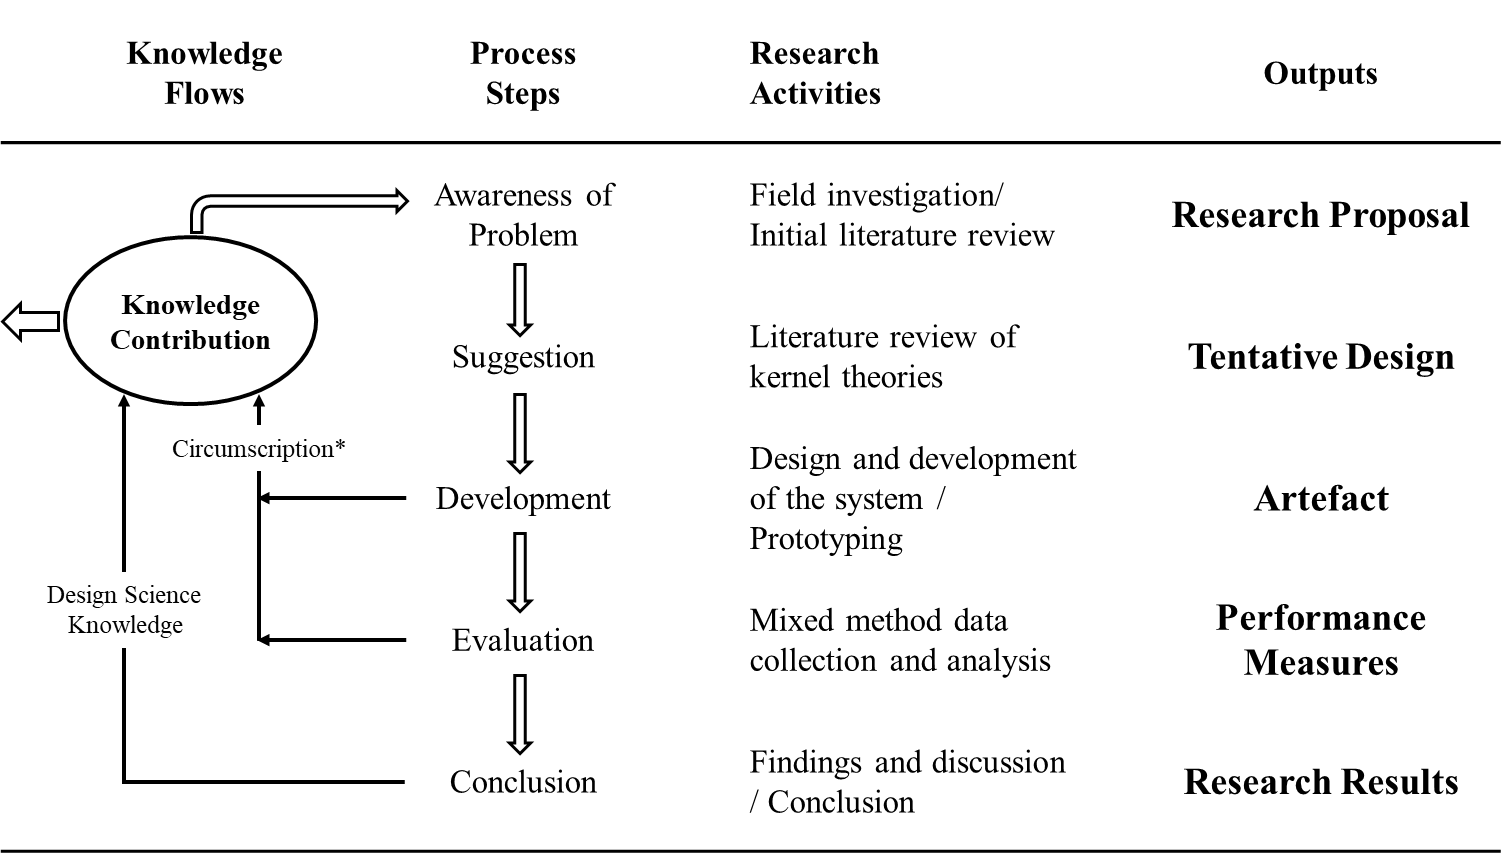 Knowledge
Flows
Process
Steps
Research
Activities
Outputs
Awareness of
Problem
Field investigation/
Initial literature review
Research Proposal
Knowledge
Contribution
Suggestion
Literature review of
kernel theories
Tentative Design
Circumscription*
Development
Design and development
of the system /
Prototyping
Artefact
Design Science
Knowledge
Evaluation
Mixed method data
collection and analysis
Performance
Measures
Conclusion
Findings and discussion
/ Conclusion
Research Results